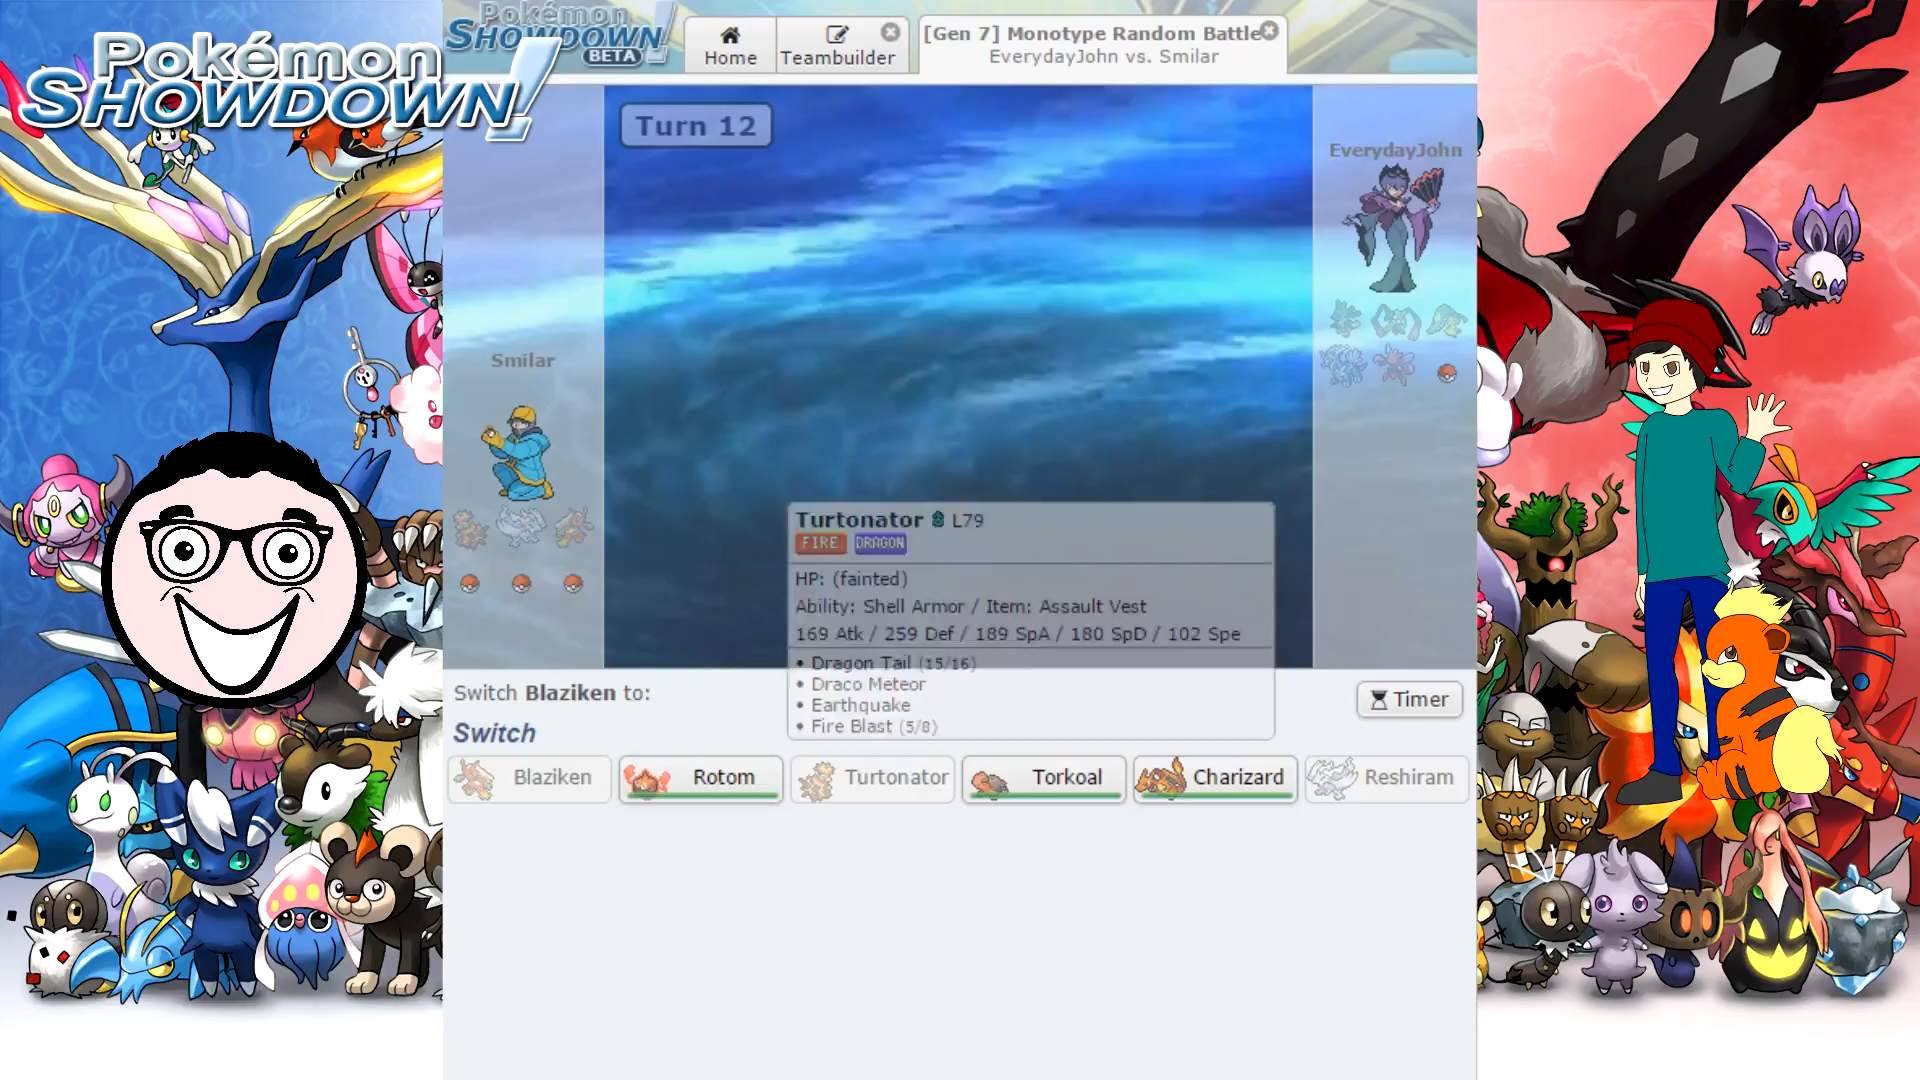 Pokémon
SHOWDOWN!
Pokémon
SHOWDOWN!
BETA
Home
Teambuilder
[Gen 7] Monotype Random Battle
EverydayJohn vs. Smilar
Turn 12
EverydayJohn
Smilar
Turtonator L79
FIRE DRAGON
HP: (fainted)
Ability: Shell Armor / Item: Assault Vest
169 Atk / 259 Def / 189 SpA / 180 SpD / 102 Spe
• Dragon Tail (15/16)
• Draco Meteor
• Earthquake
• Fire Blast (5/8)
Switch Blaziken to:
Timer
Switch
Blaziken
Rotom
Turtonator
Torkoal
Charizard
Reshiram